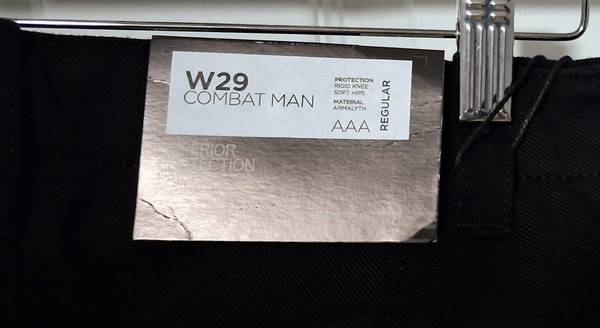 W29
COMBAT MAN
PROTECTION
RIGID KNEE
SOFT HIPS
MATERIAL
ARMALYTH
AAA
REGULAR